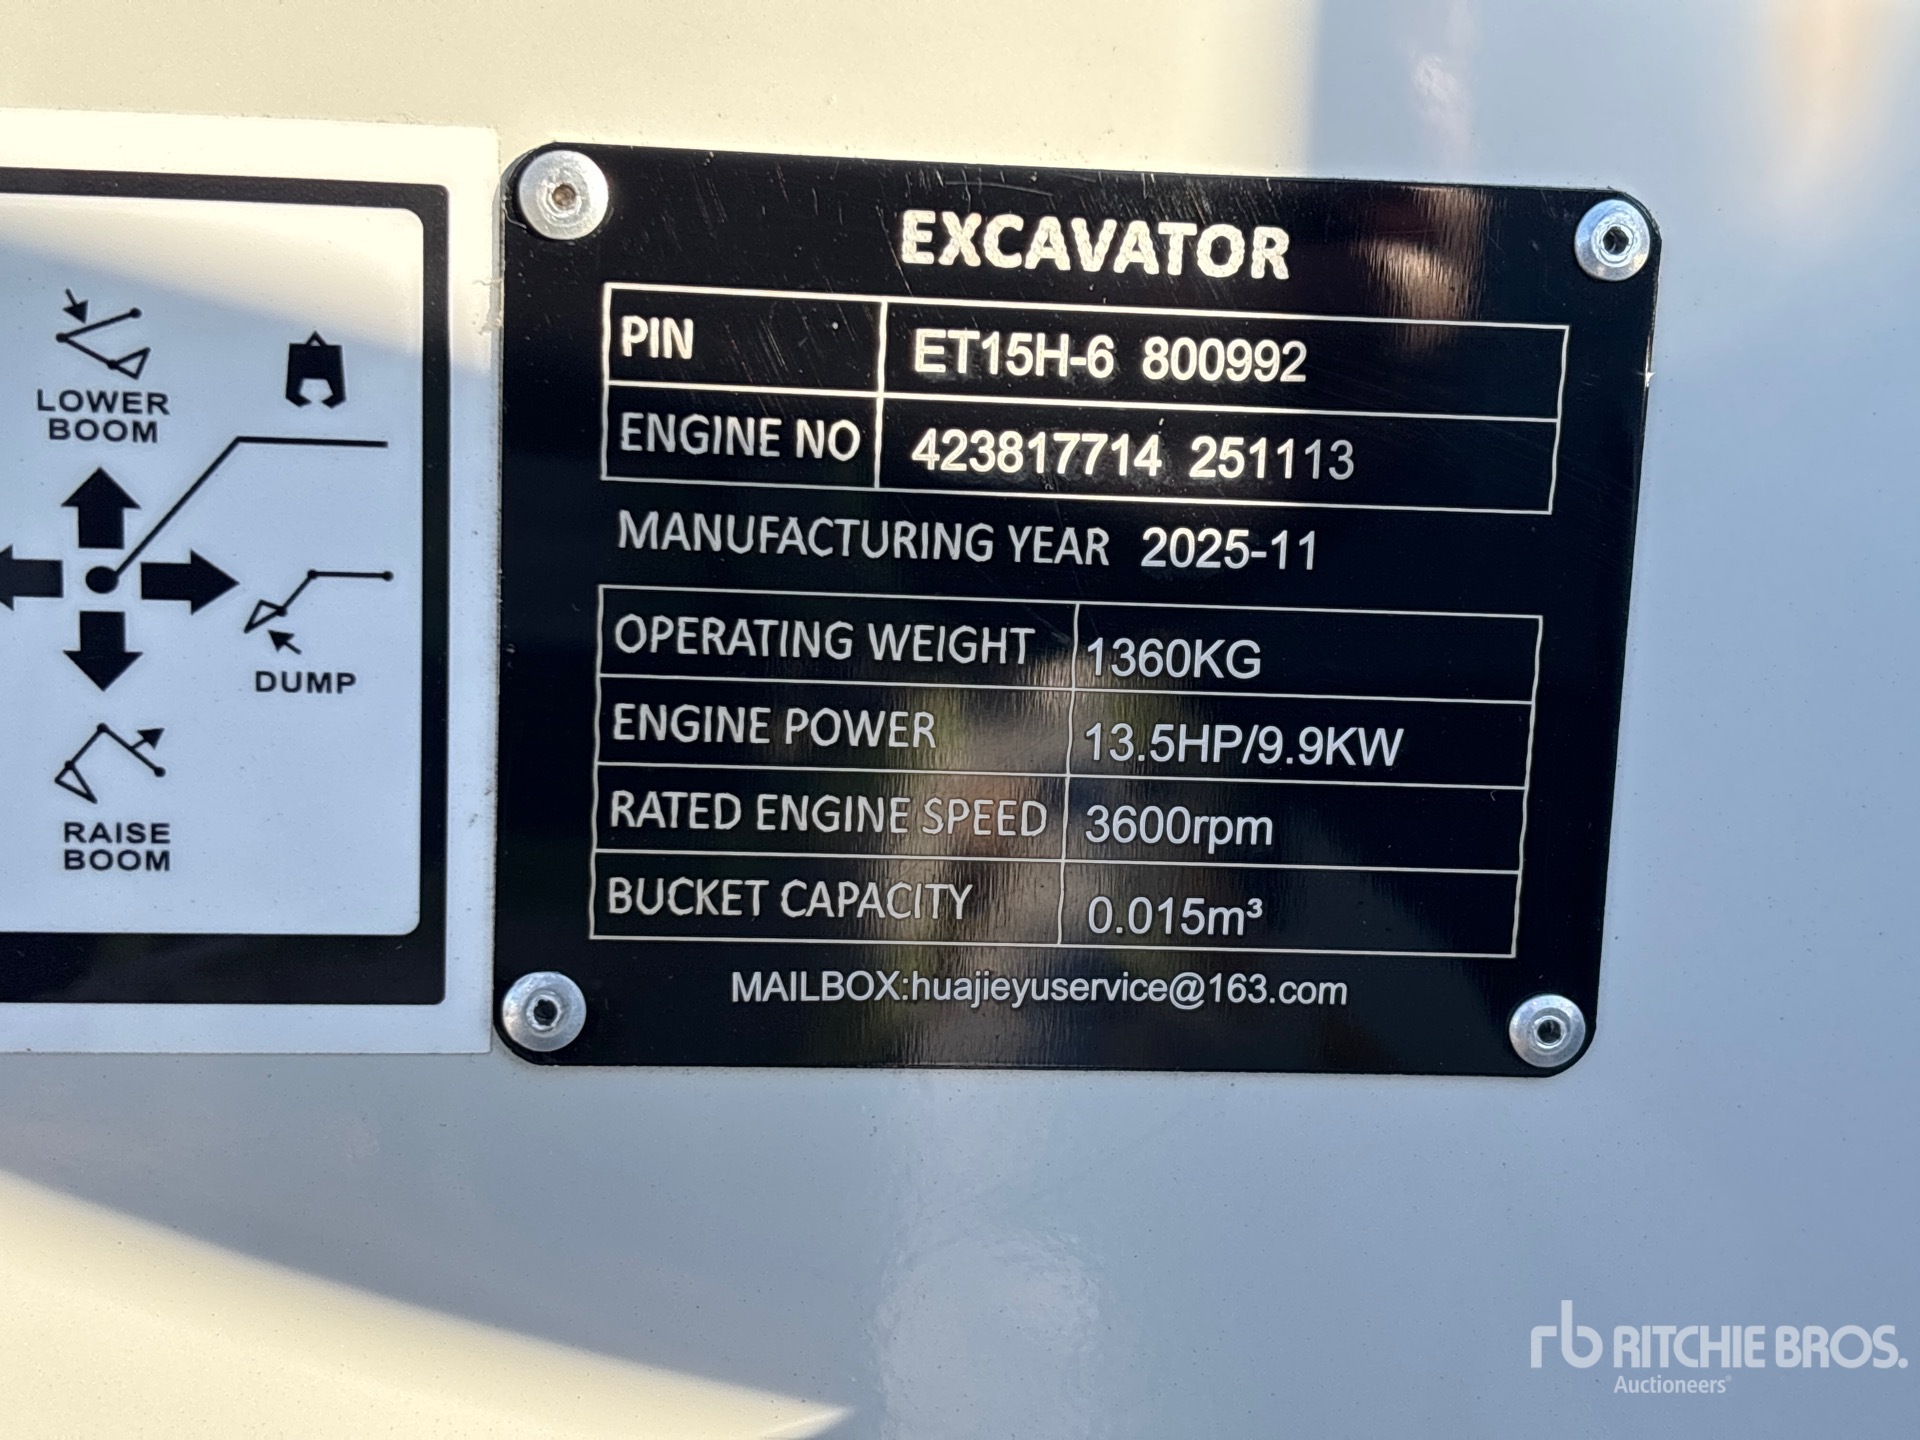 LOWER
BOOM
DUMP
RAISE
BOOM
EXCAVATOR
PIN ET15H-6 800992
ENGINE NO 423817714 251113
MANUFACTURING YEAR 2025-11
OPERATING WEIGHT 1360KG
ENGINE POWER 13.5HP/9.9KW
RATED ENGINE SPEED 3600rpm
BUCKET CAPACITY 0.015m³
MAILBOX:huajieyuservice@163.com
rb RITCHIE BROS.
Auctioneers